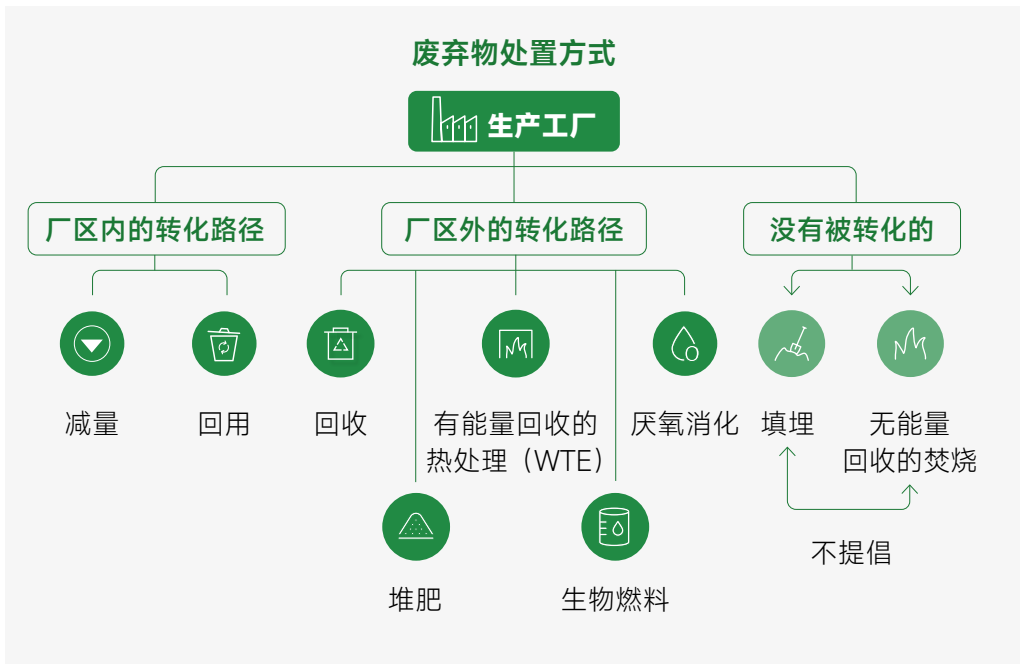 废弃物处置方式
生产工厂
厂区内的转化路径
厂区外的转化路径
没有被转化的
减量
回用
回收
有能量回收的
热处理（WTE）
厌氧消化
填埋
无能量
回收的焚烧
堆肥
生物燃料
不提倡